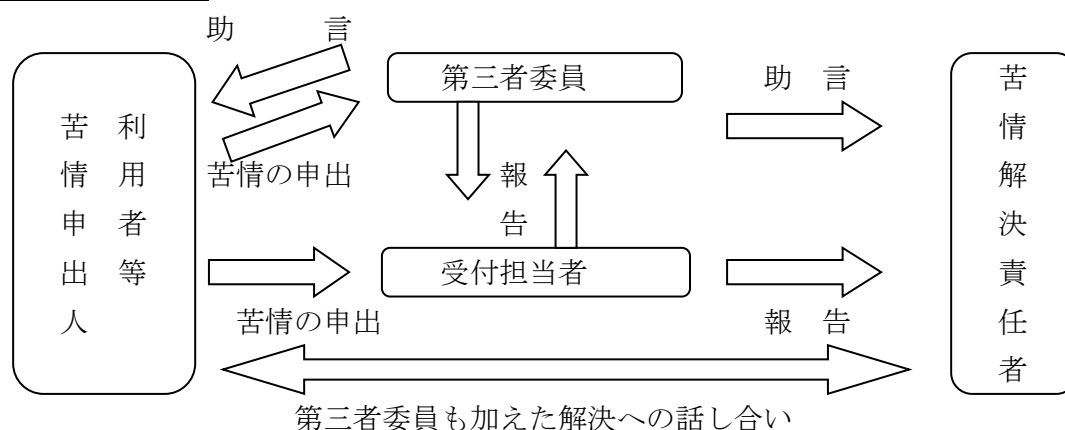 助　言
第三者委員
助　言
利用者等
苦情申出人
苦情の申出
報告
苦情解決責任者
受付担当者
苦情の申出
報　告
第三者委員も加えた解決への話し合い